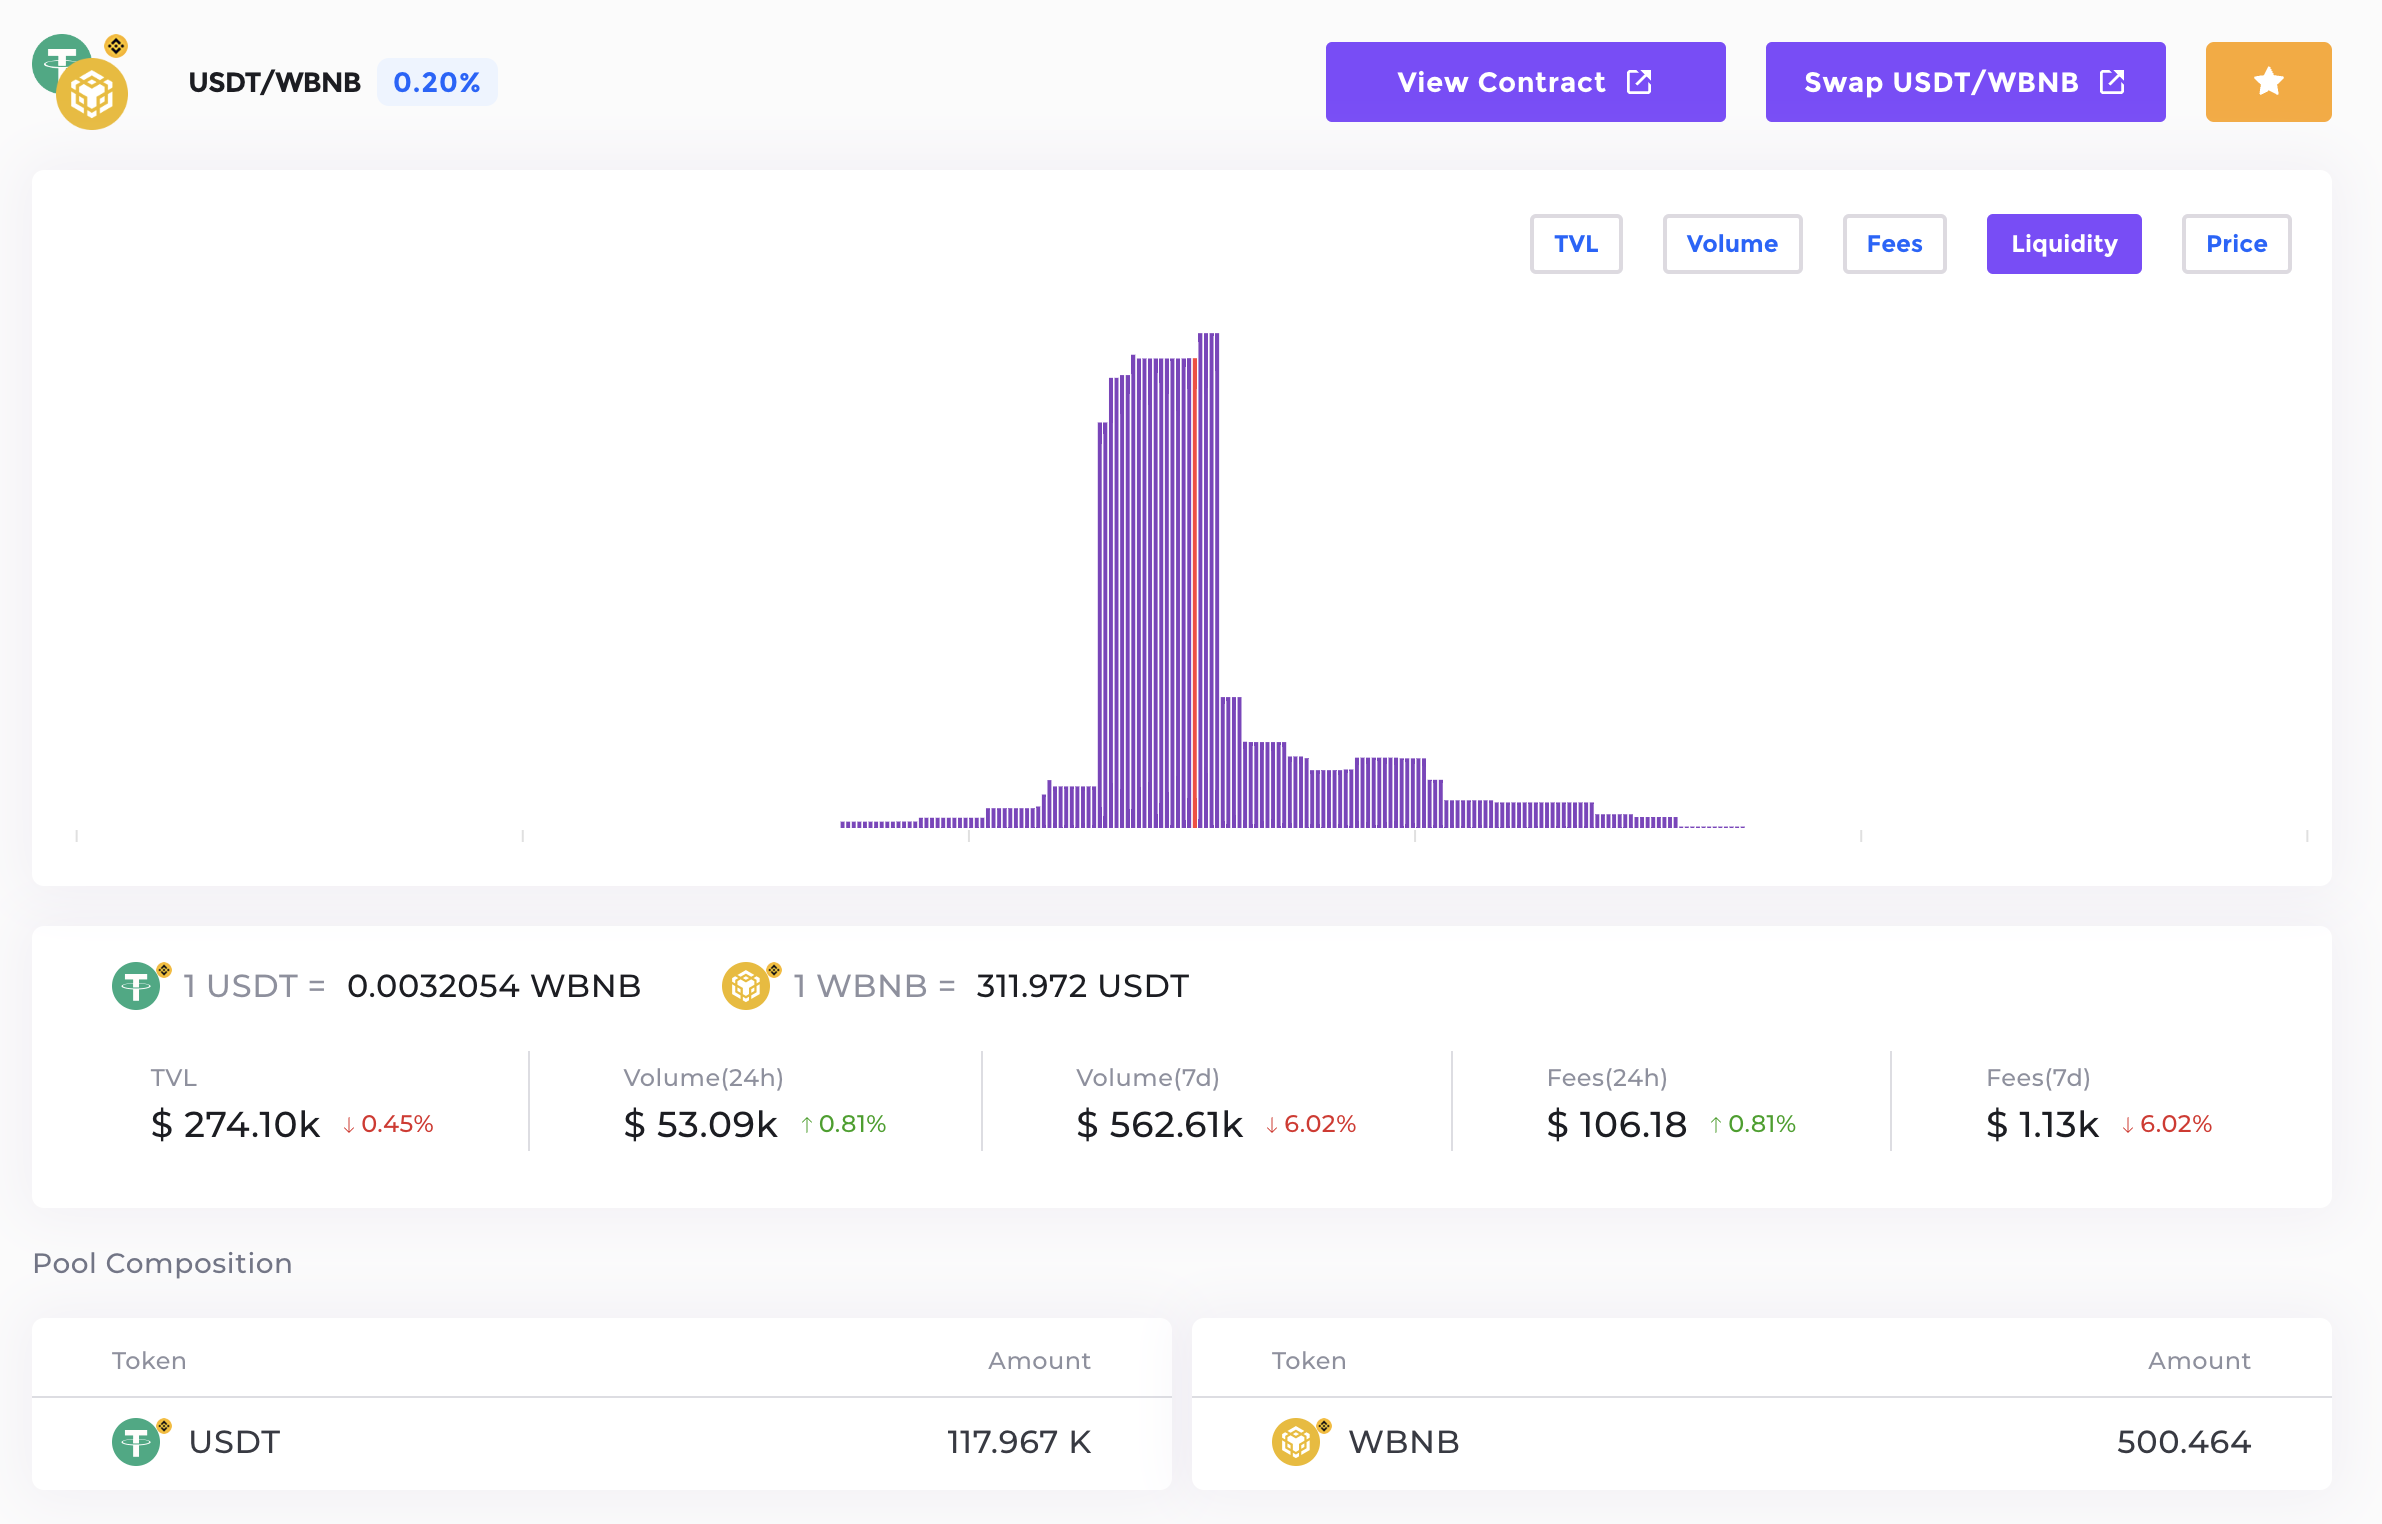 USDT/WBNB 0.20% View Contract Swap USDT/WBNB
TVL Volume Fees Liquidity Price
1 USDT = 0.0032054 WBNB 1 WBNB = 311.972 USDT
TVL Volume(24h) Volume(7d) Fees(24h) Fees(7d)
$ 274.10k ↓ 0.45% $ 53.09k ↑ 0.81% $ 562.61k ↓ 6.02% $ 106.18 ↑ 0.81% $ 1.13k ↓ 6.02%
Pool Composition
Token Amount Token Amount
USDT 117.967 K WBNB 500.464